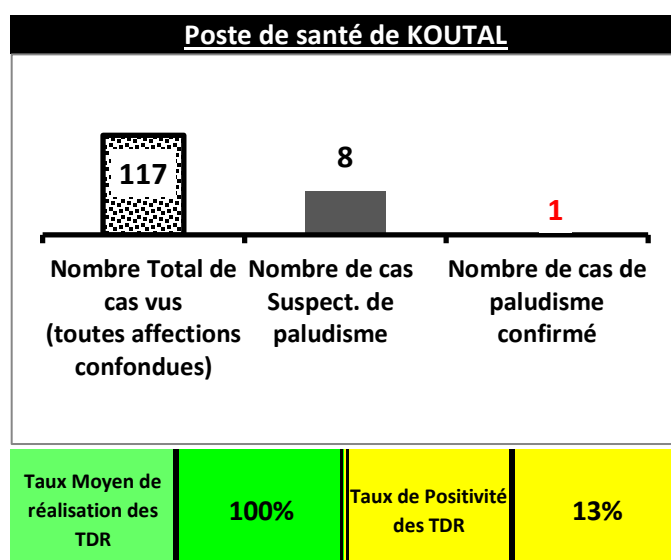 Poste de santé de KOUTAL
117
8
1
Nombre Total de
cas vus
(toutes affections
confondues)
Nombre de cas
Suspect. de
paludisme
Nombre de cas de
paludisme
confirmé
Taux Moyen de
réalisation des
TDR
100%
Taux de Positivité
des TDR
13%